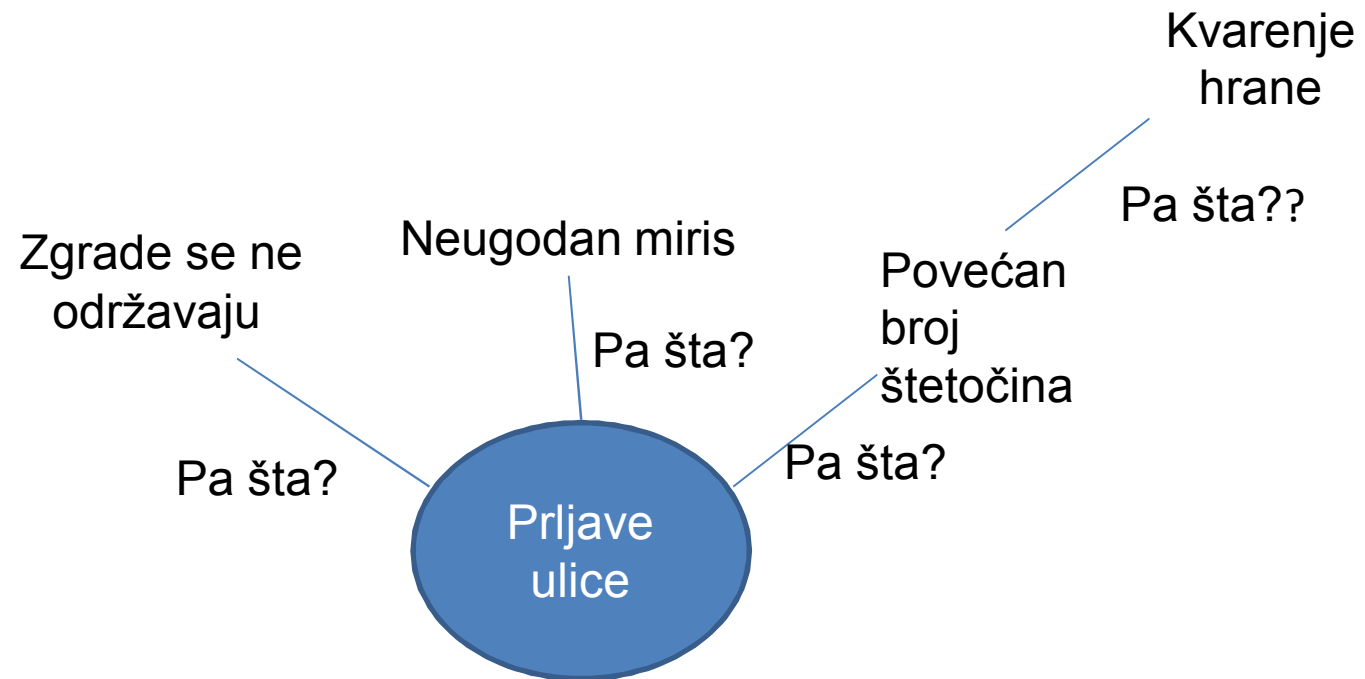 Kvarenje
hrane
Pa šta??
Zgrade se ne
održavaju
Neugodan miris
Povećan
broj
štetočina
Pa šta?
Pa šta?
Pa šta?
Prljave
ulice